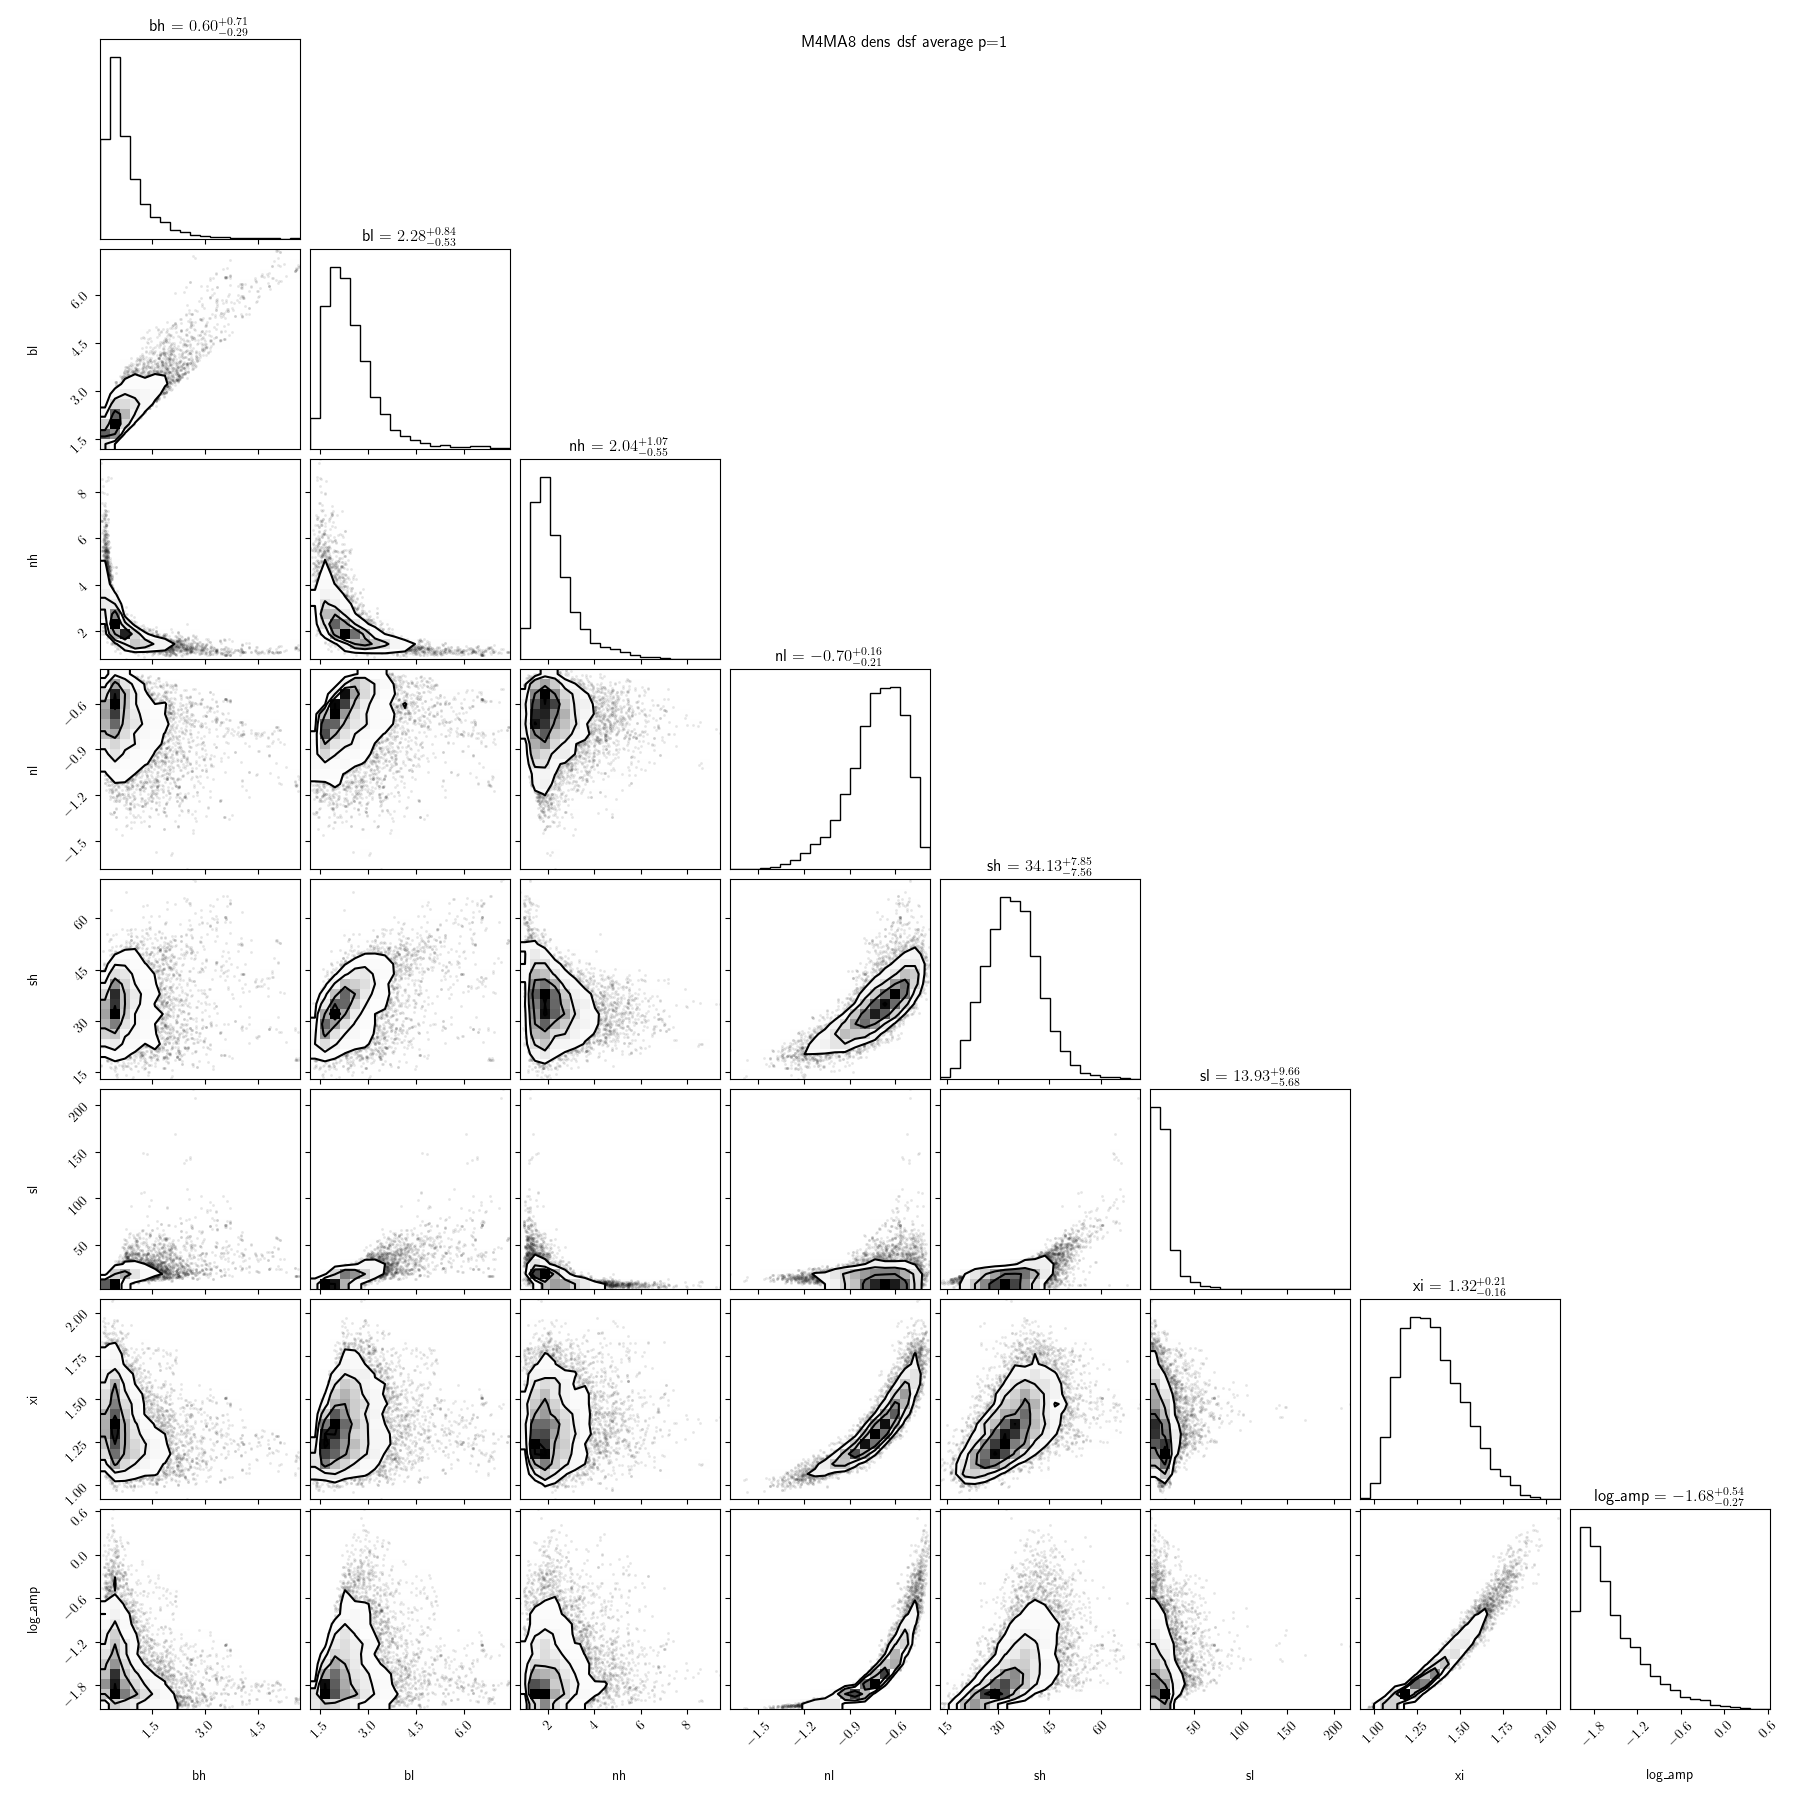 M4MA8 dens dsf average p=1
bh = 0.60^{+0.71}_{-0.29}
bl = 2.28^{+0.84}_{-0.53}
6.0
4.5
3.0
1.5
bl
nh = 2.04^{+1.07}_{-0.55}
8
6
4
2
nh
nl = −0.70^{+0.16}_{-0.21}
−0.6
−0.9
−1.2
−1.5
nl
sh = 34.13^{+7.85}_{-7.56}
60
45
30
15
sh
sl = 13.93^{+9.66}_{-5.68}
200
150
100
50
sl
xi = 1.32^{+0.21}_{-0.16}
2.00
1.75
1.50
1.25
1.00
xi
log_amp = −1.68^{+0.54}_{-0.27}
0.6
0.0
−0.6
−1.2
−1.8
log_amp
1.5 3.0 4.5 1.5 3.0 4.5 6.0 2 4 6 8 −1.5 −1.2 −0.9 −0.6 15 30 45 60 50 100 150 200 1.00 1.25 1.50 1.75 2.00 −1.8 −1.2 −0.6 0.0 0.6
bh bl nh nl sh sl xi log_amp